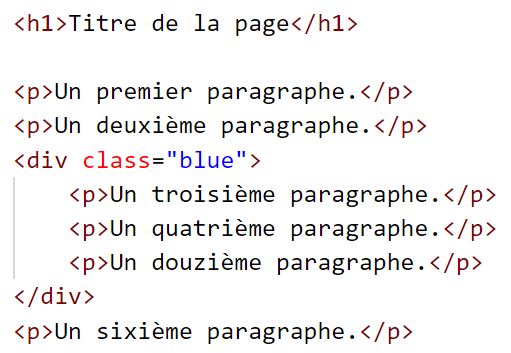 <h1>Titre de la page</h1>
<p>Un premier paragraphe.</p>
<p>Un deuxième paragraphe.</p>
<div class="blue">
<p>Un troisième paragraphe.</p>
<p>Un quatrième paragraphe.</p>
<p>Un douzième paragraphe.</p>
</div>
<p>Un sixième paragraphe.</p>